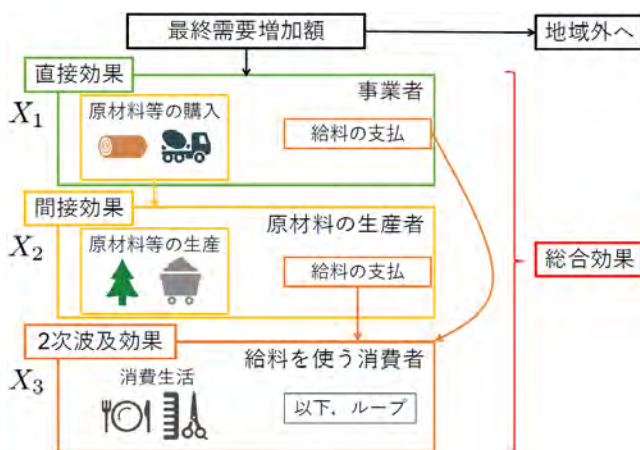 最終需要増加額
地域外へ
直接効果
事業者
X₁
原材料等の購入
給料の支払
間接効果
原材料の生産者
X₂
原材料等の生産
給料の支払
総合効果
2次波及効果
給料を使う消費者
X₃
消費生活
以下，ループ